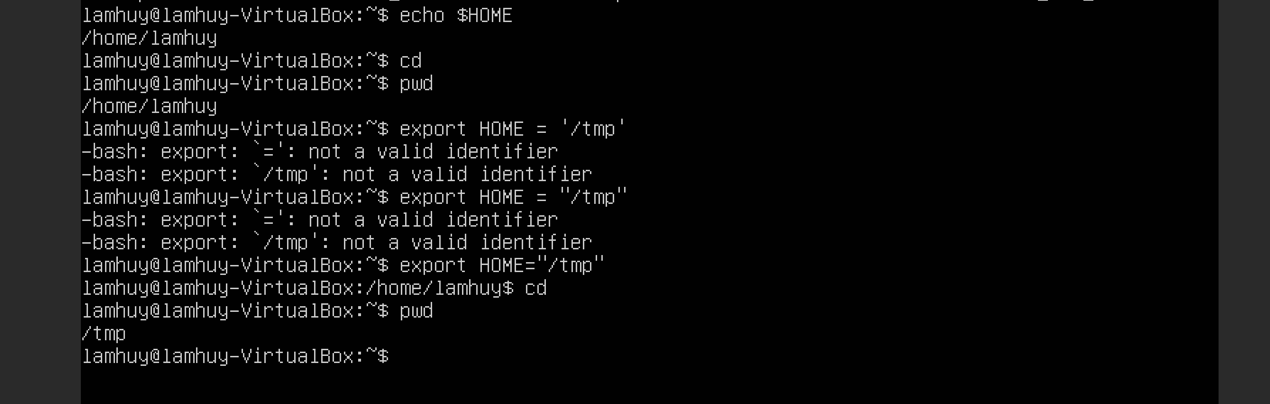 lamhuy@lamhuy-VirtualBox:~$ echo $HOME
/home/lamhuy
lamhuy@lamhuy-VirtualBox:~$ cd
lamhuy@lamhuy-VirtualBox:~$ pwd
/home/lamhuy
lamhuy@lamhuy-VirtualBox:~$ export HOME = '/tmp'
-bash: export: `=': not a valid identifier
-bash: export: `/tmp': not a valid identifier
lamhuy@lamhuy-VirtualBox:~$ export HOME = "/tmp"
-bash: export: `=': not a valid identifier
-bash: export: `/tmp': not a valid identifier
lamhuy@lamhuy-VirtualBox:~$ export HOME="/tmp"
lamhuy@lamhuy-VirtualBox:/home/lamhuy$ cd
lamhuy@lamhuy-VirtualBox:~$ pwd
/tmp
lamhuy@lamhuy-VirtualBox:~$